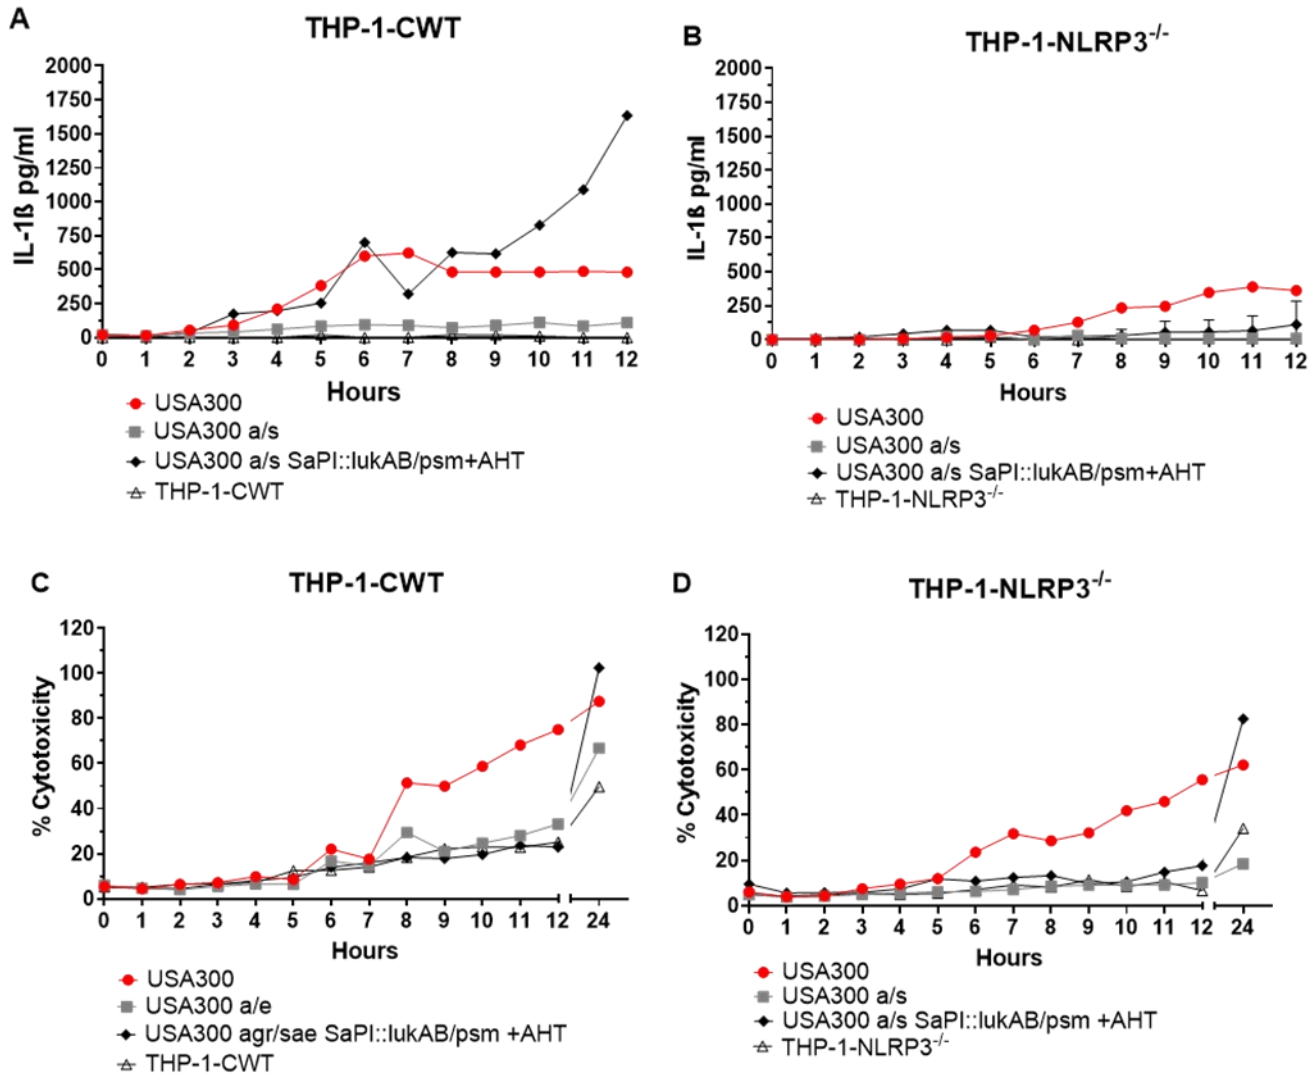 A
THP-1-CWT
IL-1ß pg/ml
2000
1750
1500
1250
1000
750
500
250
0
0 1 2 3 4 5 6 7 8 9 10 11 12
Hours
USA300
USA300 a/s
USA300 a/s SaPI::lukAB/psm+AHT
THP-1-CWT
B
THP-1-NLRP3-/-
IL-1ß pg/ml
2000
1750
1500
1250
1000
750
500
250
0
0 1 2 3 4 5 6 7 8 9 10 11 12
Hours
USA300
USA300 a/s
USA300 a/s SaPI::lukAB/psm+AHT
THP-1-NLRP3-/-
C
THP-1-CWT
% Cytotoxicity
120
100
80
60
40
20
0
0 1 2 3 4 5 6 7 8 9 10 11 12 24
Hours
USA300
USA300 a/e
USA300 agr/sae SaPI::lukAB/psm +AHT
THP-1-CWT
D
THP-1-NLRP3-/-
% Cytotoxicity
120
100
80
60
40
20
0
0 1 2 3 4 5 6 7 8 9 10 11 12 24
Hours
USA300
USA300 a/s
USA300 a/s SaPI::lukAB/psm +AHT
THP-1-NLRP3-/-